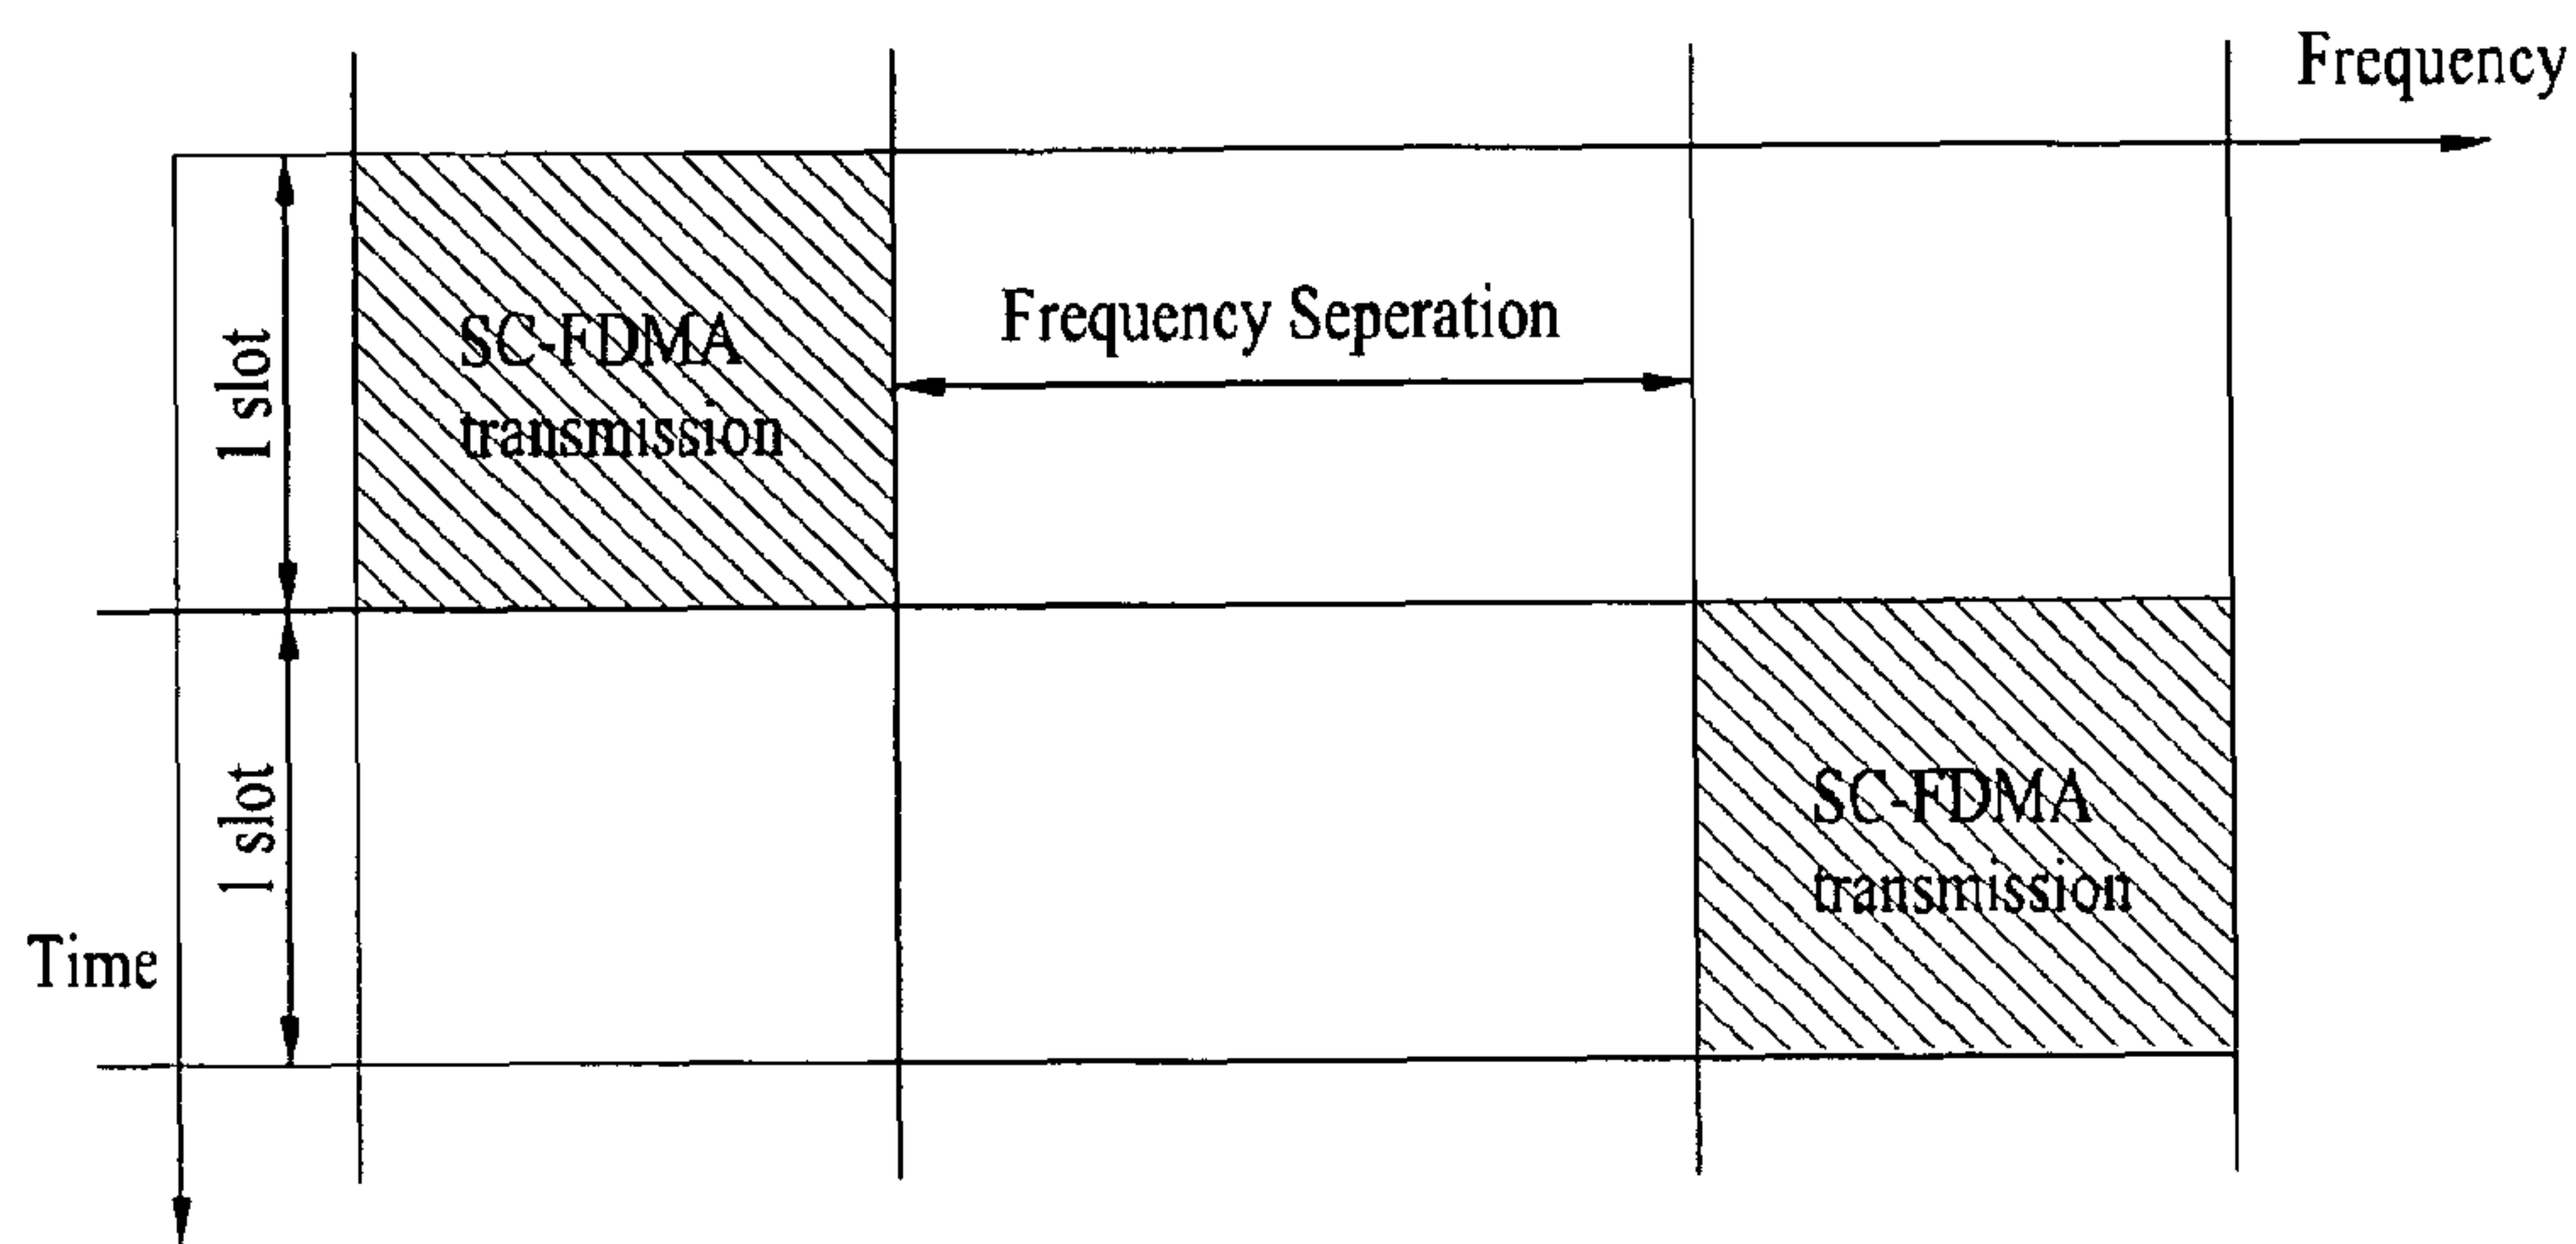 Frequency
Frequency Seperation
SC-FDMA
transmission
1 slot
1 slot
SC-FDMA
transmission
Time